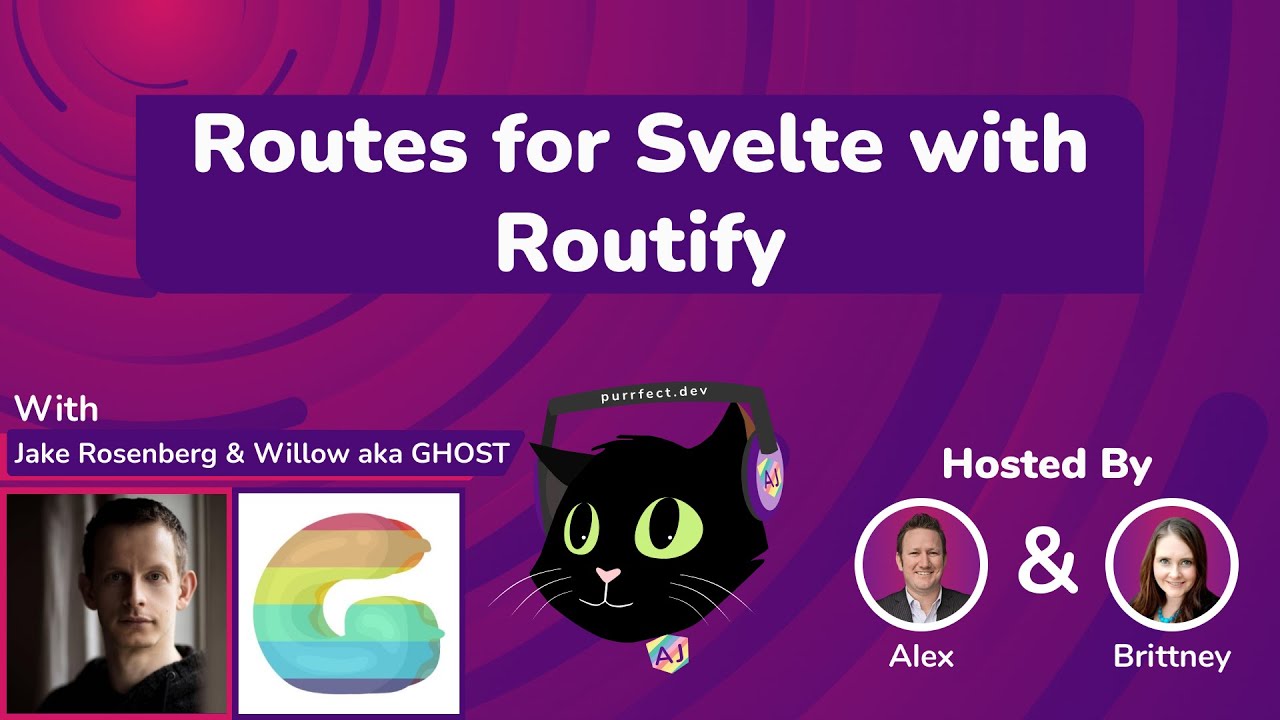 Routes for Svelte with
Routify
With
Jake Rosenberg & Willow aka GHOST
G
purrfect.dev
AJ
AJ
Hosted By
&
Alex
Brittney